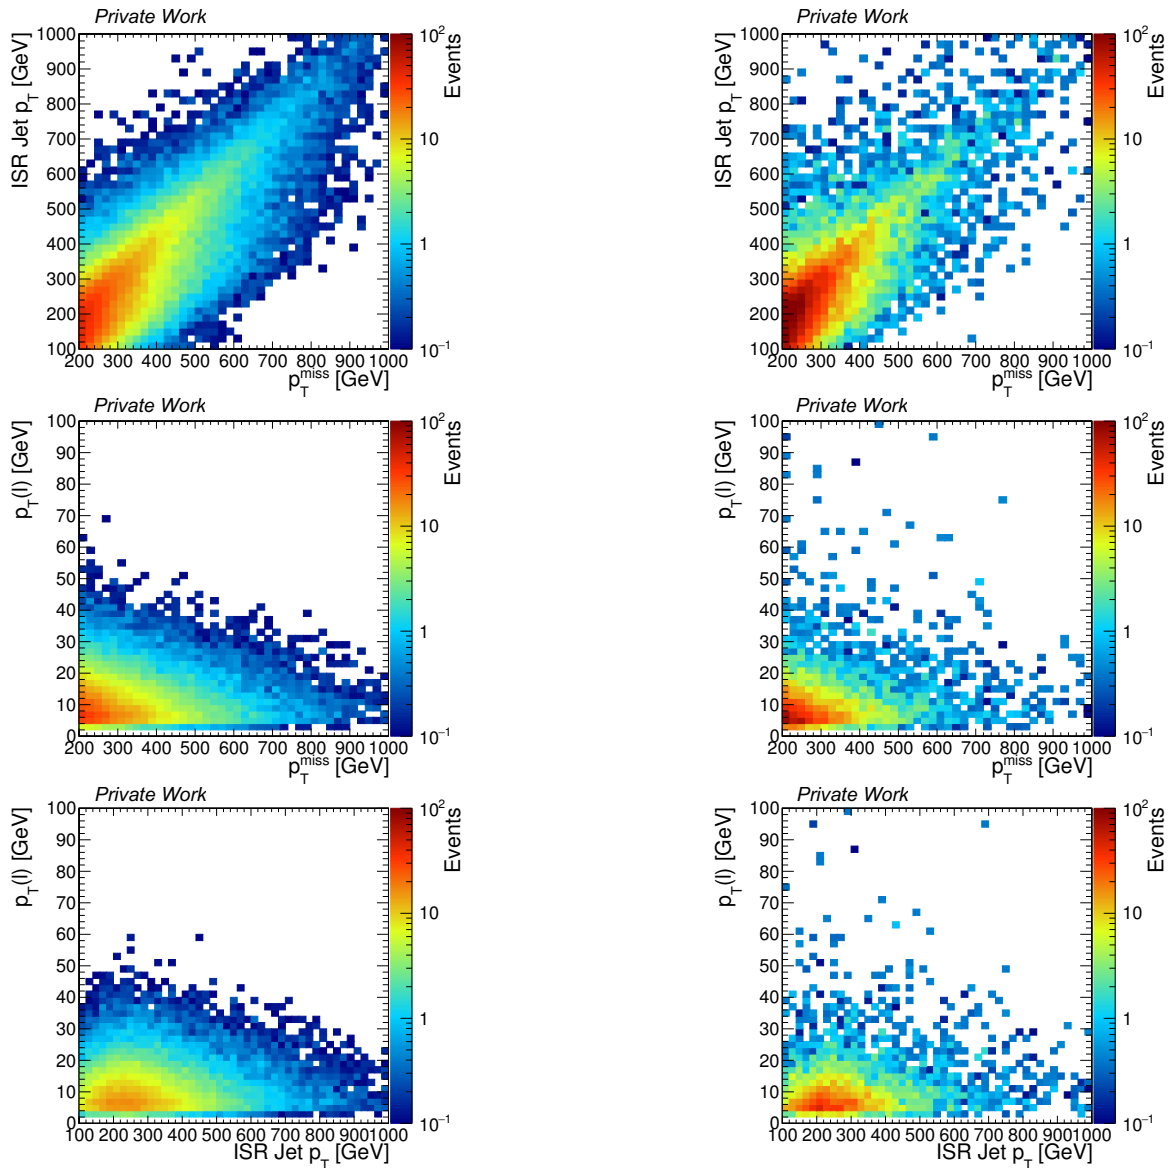 Private Work
ISR Jet p_T [GeV]
1000
900
800
700
600
500
400
300
200
100
200 300 400 500 600 700 800 900 1000
p_T^miss [GeV]
Events
10^2
10
1
10^−1
Private Work
ISR Jet p_T [GeV]
1000
900
800
700
600
500
400
300
200
100
200 300 400 500 600 700 800 900 1000
p_T^miss [GeV]
Events
10^2
10
1
10^−1
Private Work
p_T(l) [GeV]
100
90
80
70
60
50
40
30
20
10
0
200 300 400 500 600 700 800 900 1000
p_T^miss [GeV]
Events
10^2
10
1
10^−1
Private Work
p_T(l) [GeV]
100
90
80
70
60
50
40
30
20
10
0
200 300 400 500 600 700 800 900 1000
p_T^miss [GeV]
Events
10^2
10
1
10^−1
Private Work
p_T(l) [GeV]
100
90
80
70
60
50
40
30
20
10
0
100 200 300 400 500 600 700 800 900 1000
ISR Jet p_T [GeV]
Events
10^2
10
1
10^−1
Private Work
p_T(l) [GeV]
100
90
80
70
60
50
40
30
20
10
0
100 200 300 400 500 600 700 800 900 1000
ISR Jet p_T [GeV]
Events
10^2
10
1
10^−1